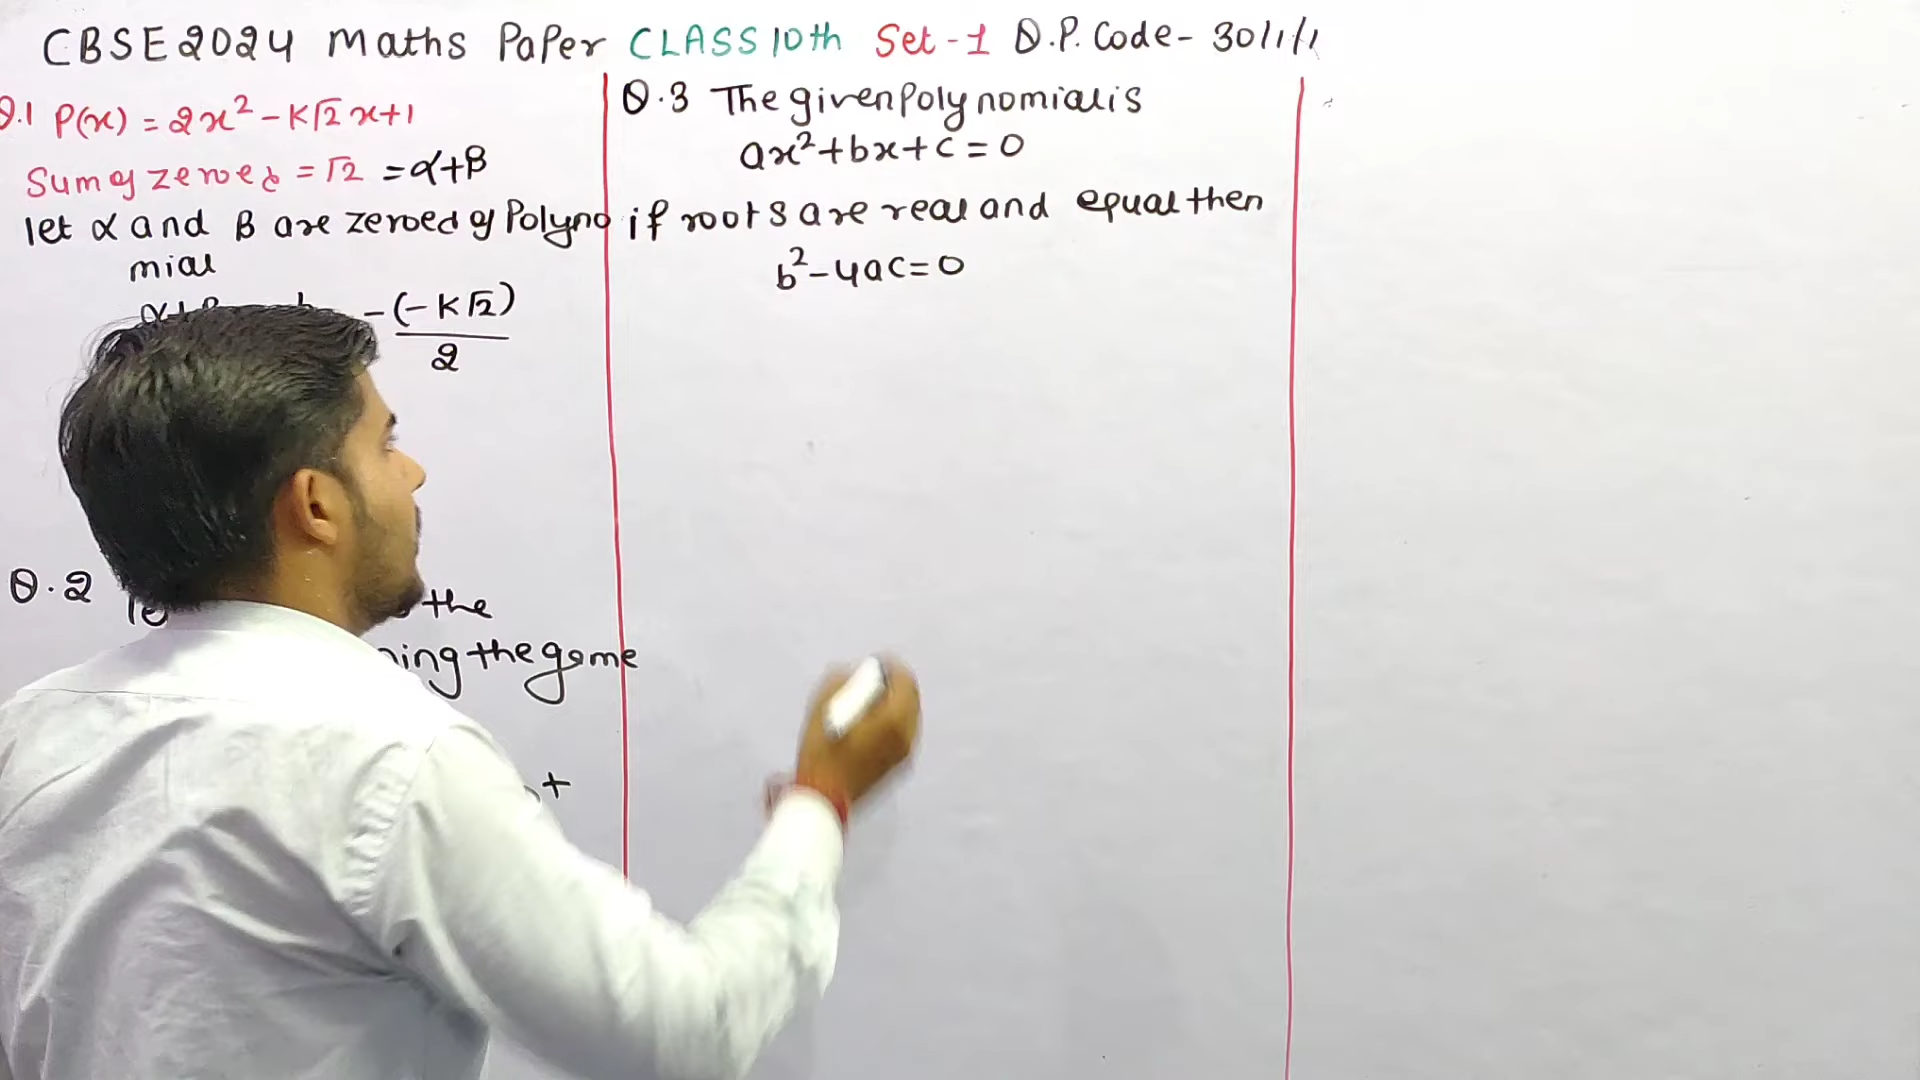 CBSE 2024 Maths Paper CLASS 10th Set-1 Q.P. Code- 30/1/1
Q.1 P(x) = 2x² - K√2 x+1
Sum of zeroes = √2 = α+β
let α and β are zeroed of Polyno
mial
-(-K√2)
2
Q.2 the
ning the game
+
Q.3 The given Polynomial is
ax²+bx+c=0
if roots are real and equal then
b²-4ac=0